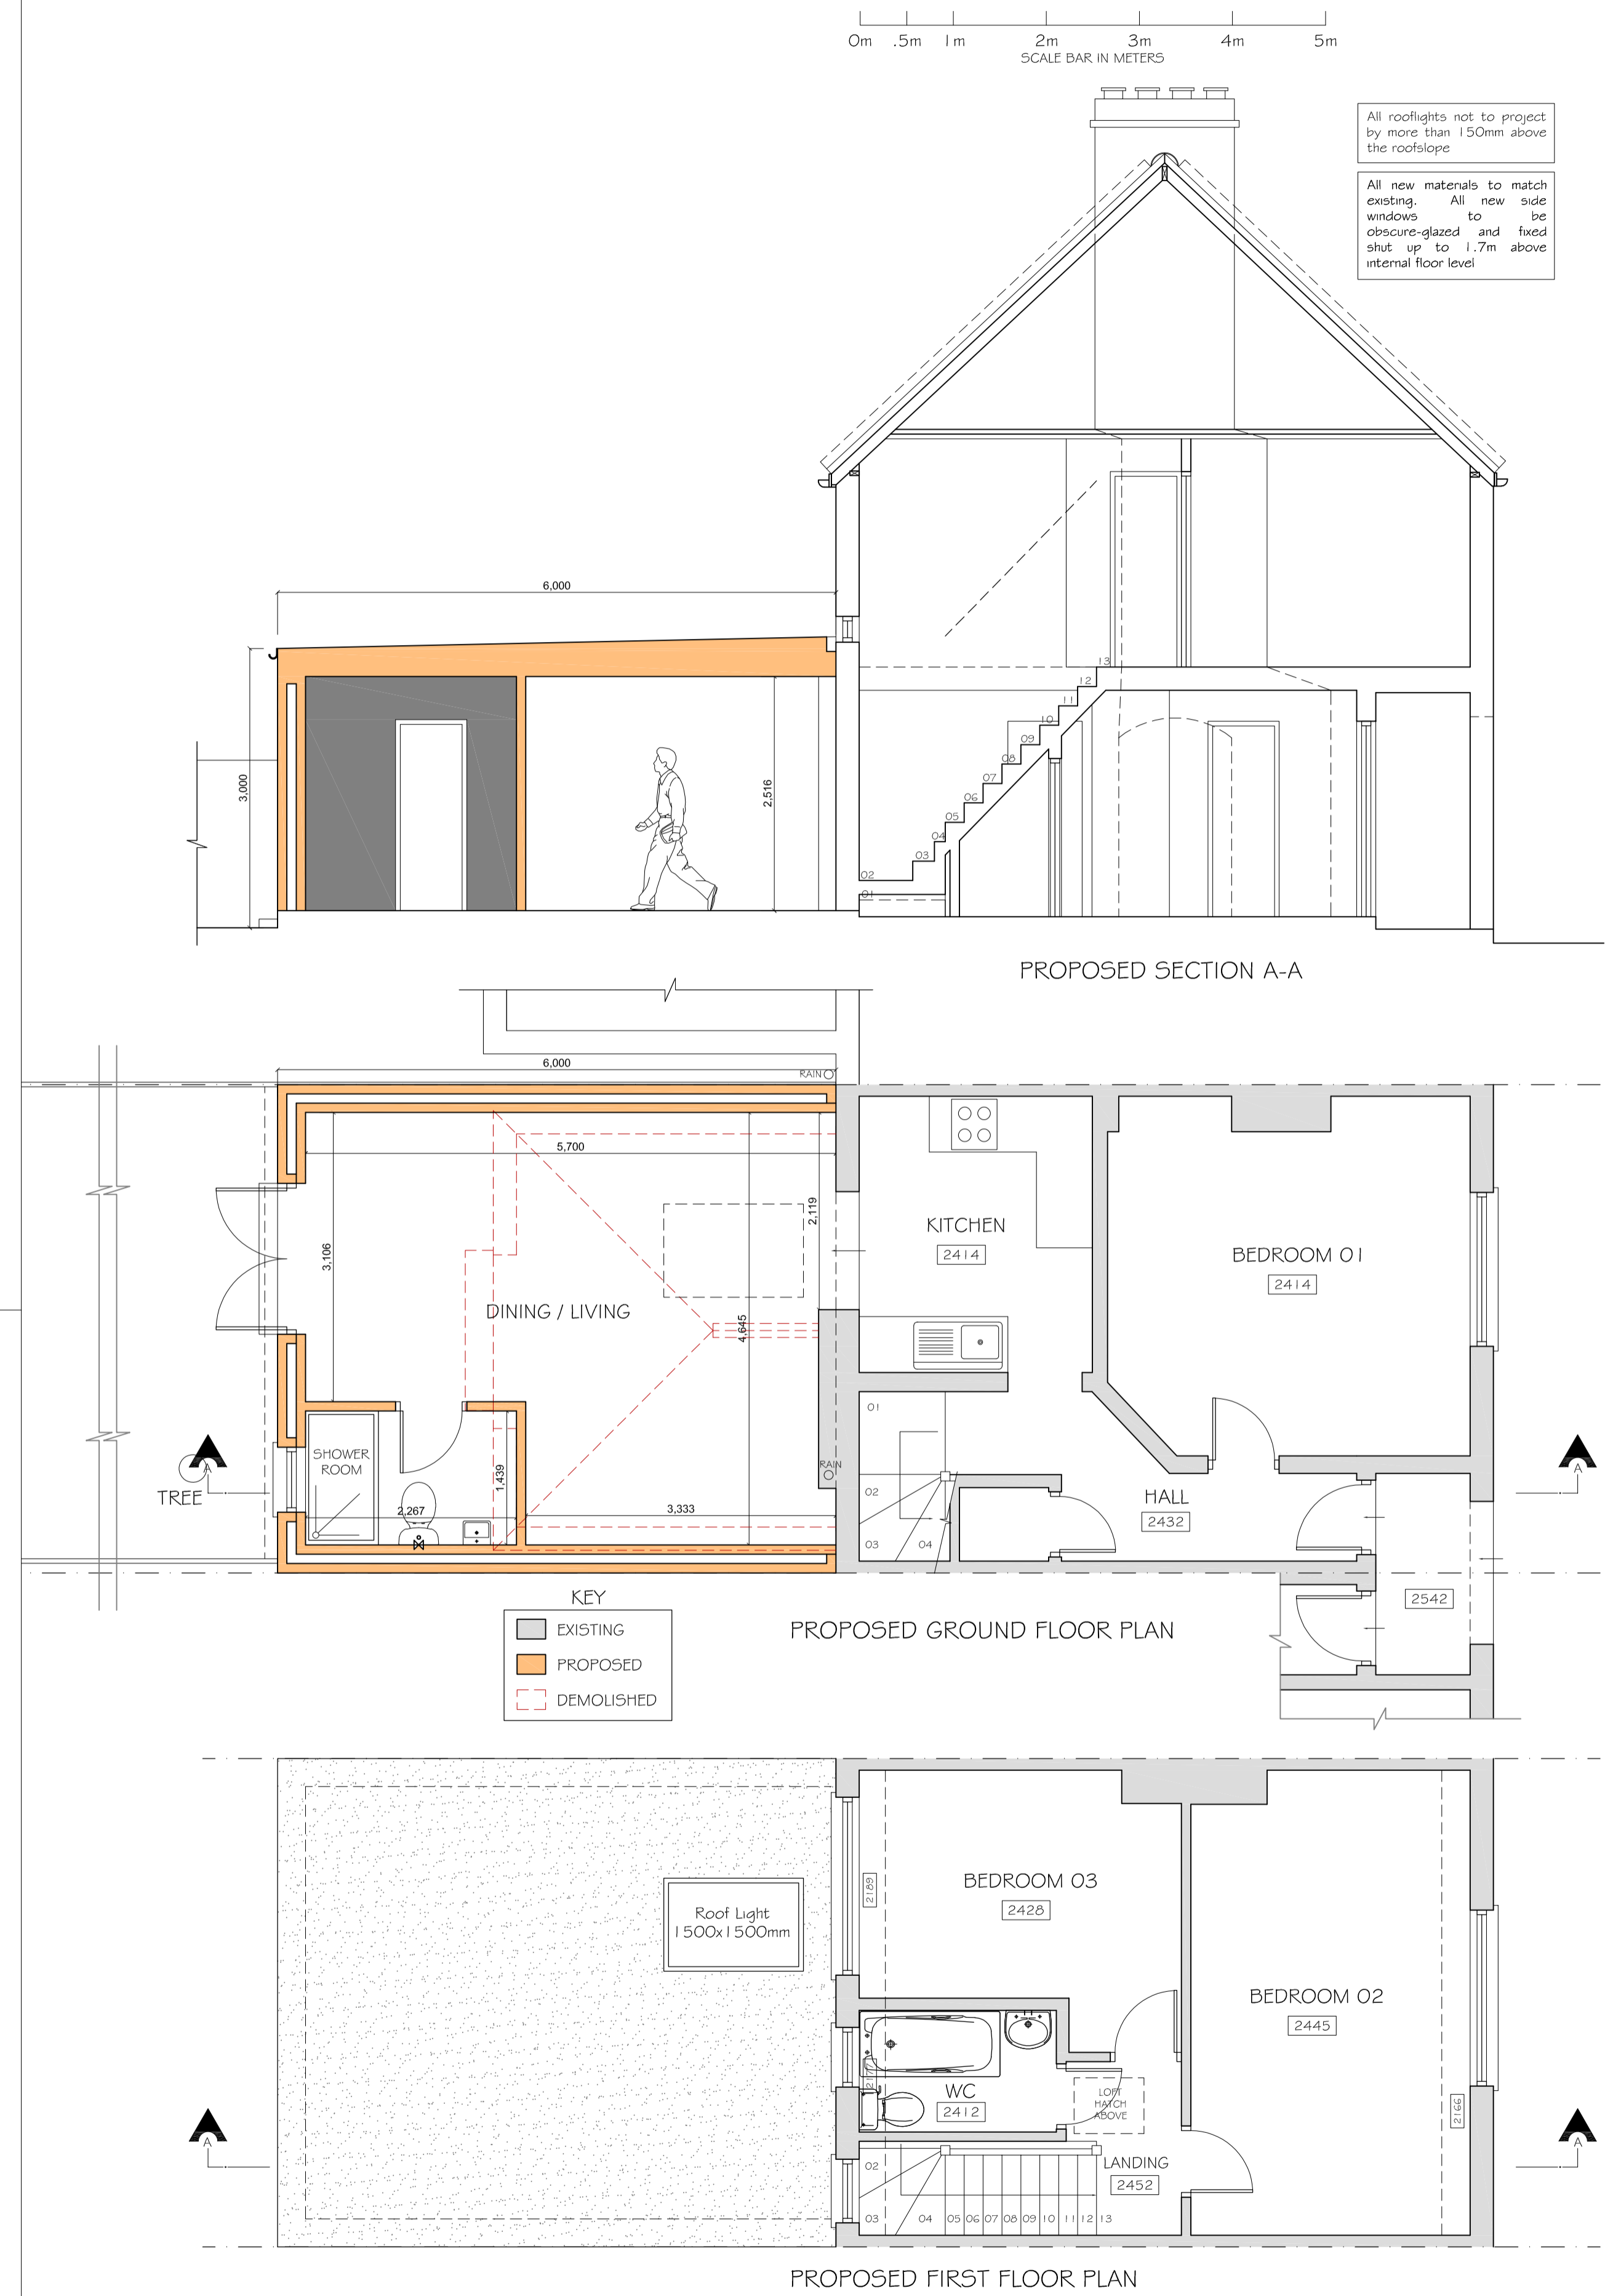 0m .5m 1m 2m 3m 4m 5m
SCALE BAR IN METERS
All rooflights not to project
by more than 150mm above
the roofslope
All new materials to match
existing. All new side
windows to be
obscure-glazed and fixed
shut up to 1.7m above
internal floor level
6,000
3,000
2,516
13
12
11
10
09
08
07
06
05
04
03
02
01
PROPOSED SECTION A-A
6,000
RAIN
5,700
2,119
3,106
KITCHEN
2414
BEDROOM 01
2414
DINING / LIVING
4,645
01
SHOWER
ROOM
RAIN
A
A
TREE
1,439
02
HALL
2432
2,267
3,333
03 04
2542
KEY
EXISTING
PROPOSED
DEMOLISHED
PROPOSED GROUND FLOOR PLAN
BEDROOM 03
2428
2189
Roof Light
1500x1500mm
BEDROOM 02
2445
WC
2412
LOFT
HATCH
ABOVE
2166
A
A
LANDING
2452
02
03 04 05 06 07 08 09 10 11 12 13
PROPOSED FIRST FLOOR PLAN